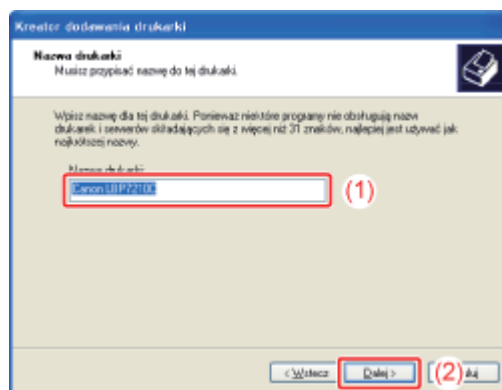 Kreator dodawania drukarki
Nazwa drukarki
Musisz przypisać nazwę do tej drukarki.
Wpisz nazwę dla tej drukarki. Ponieważ niektóre programy nie obsługują nazw
drukarek i serwerów składających się z więcej niż 31 znaków, najlepiej jest używać jak
najkrótszej nazwy.
Nazwa drukarki:
Canon LBP7210C
(1)
< Wstecz
Dalej >
(2)